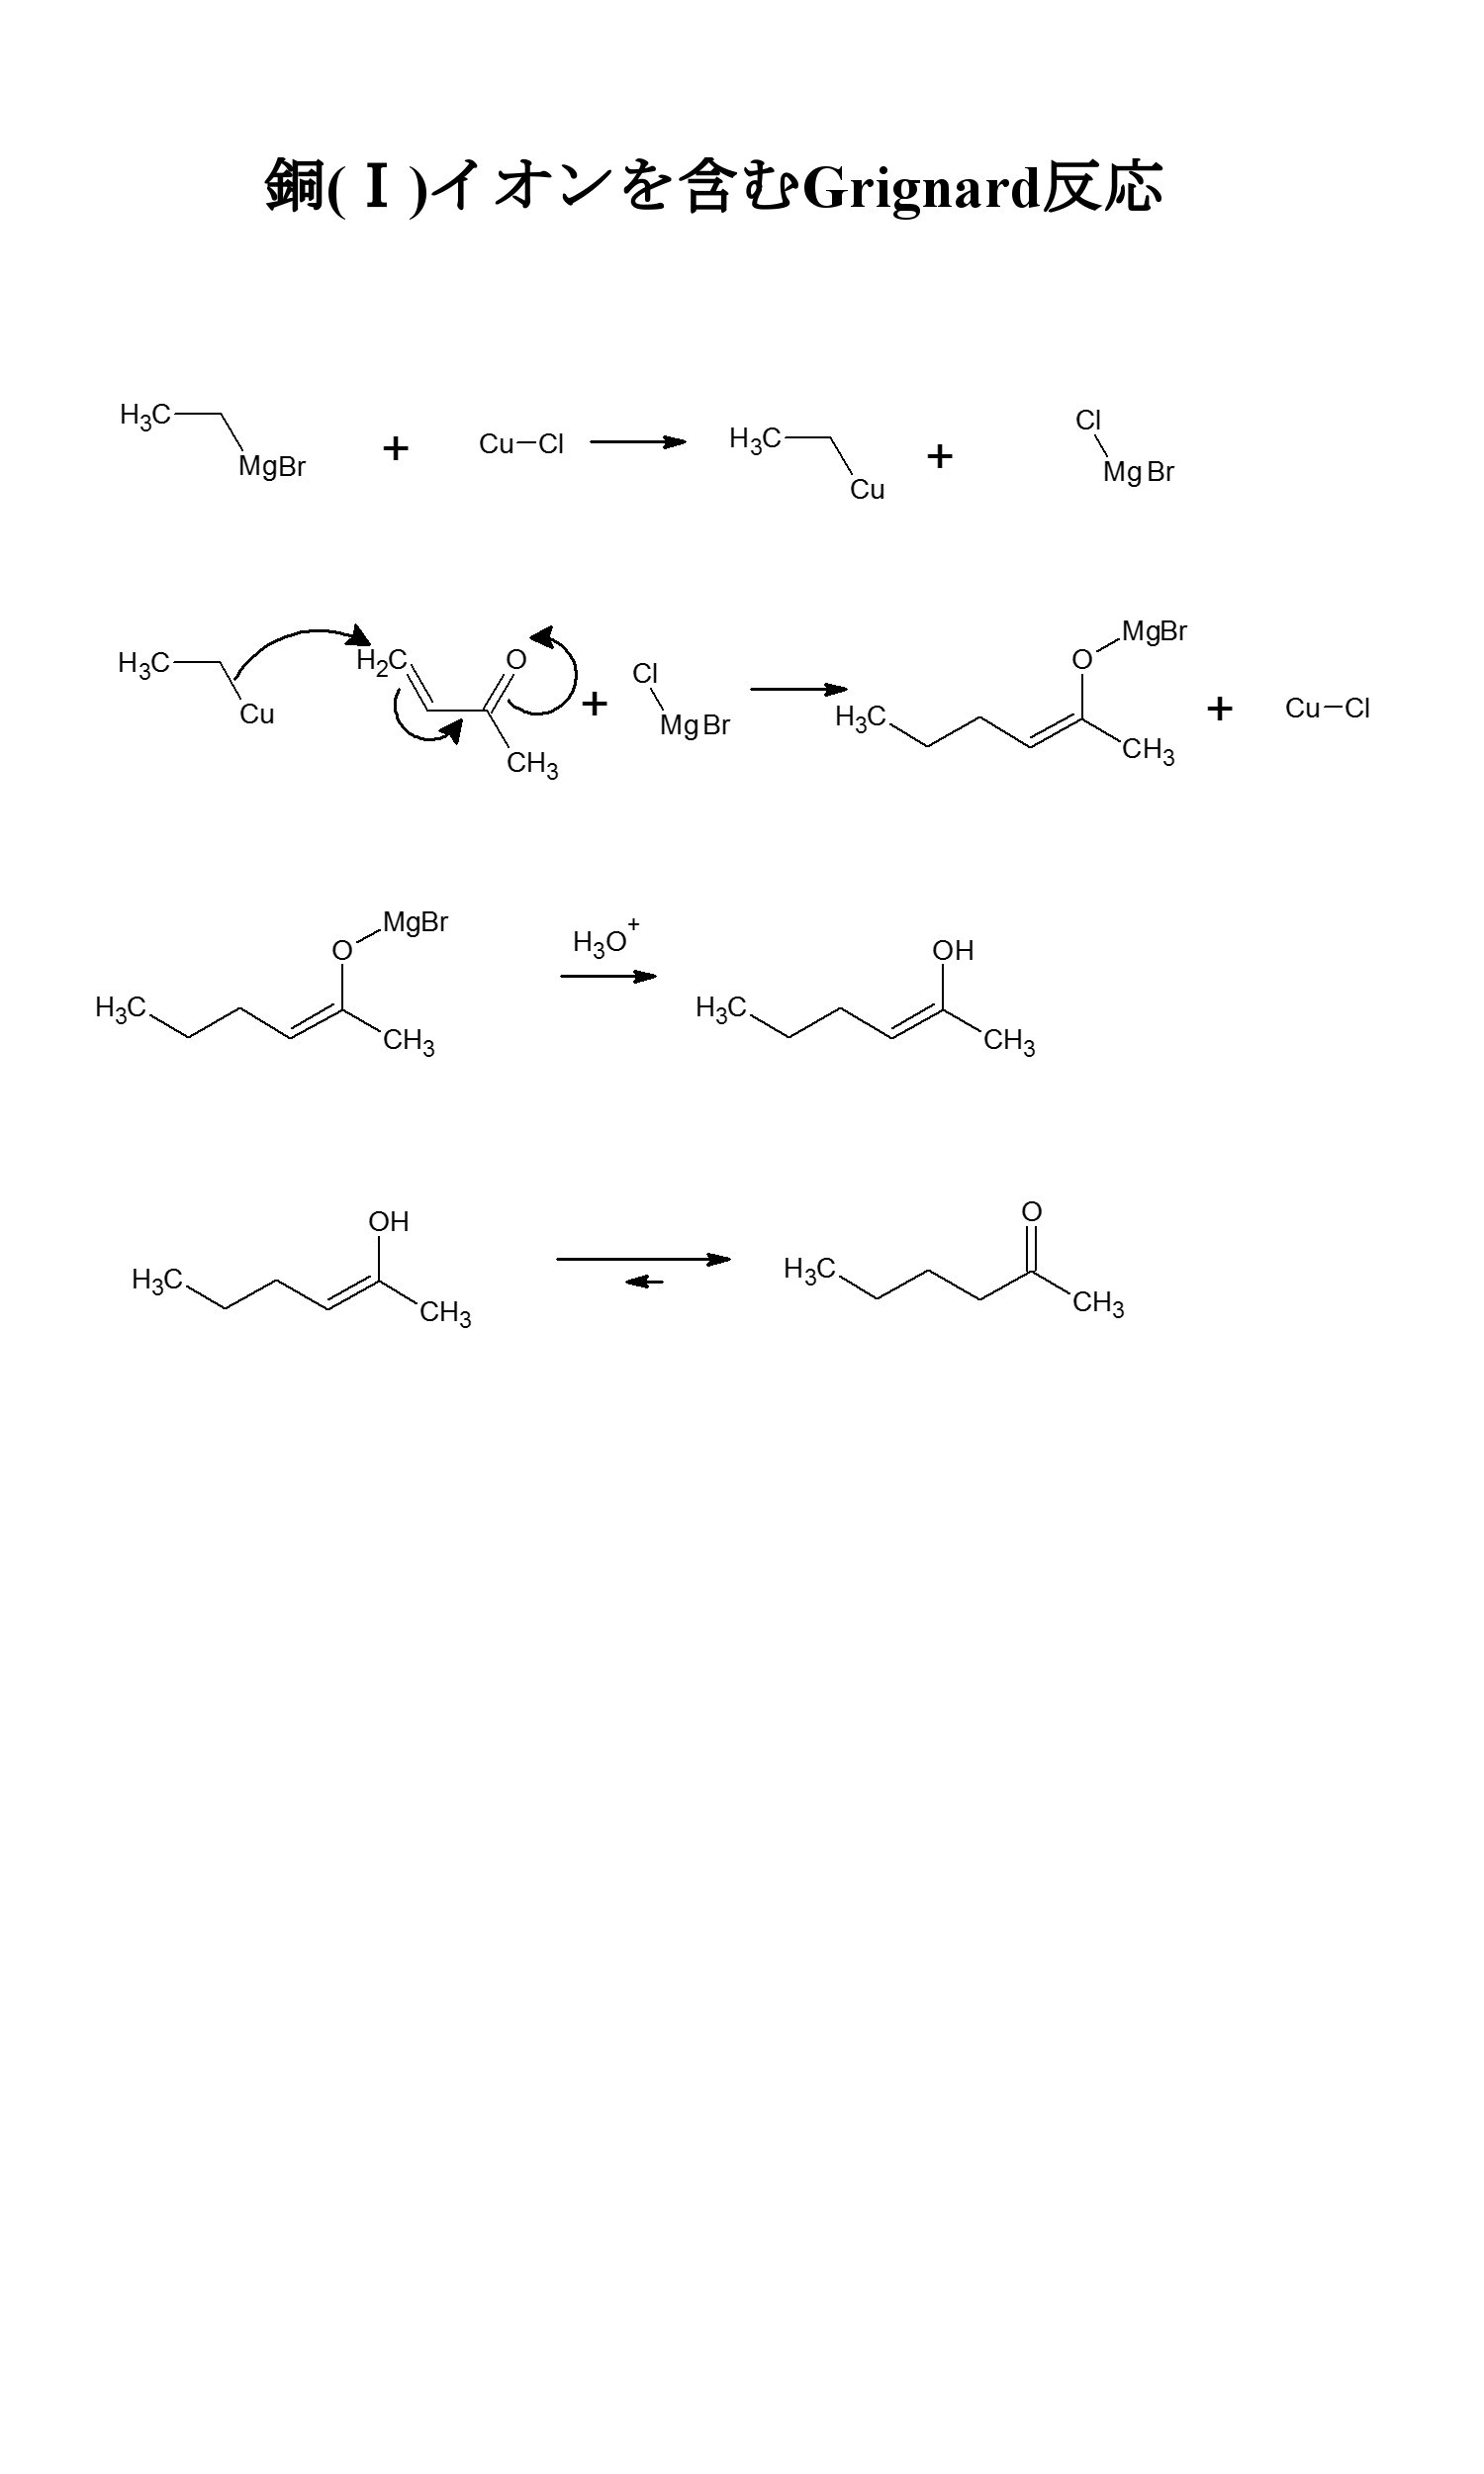 銅(Ⅰ)イオンを含むGrignard反応
H3C MgBr + Cu Cl H3C Cu + Cl Mg Br
H3C Cu H2C O CH3 + Cl Mg Br H3C O MgBr CH3 + Cu Cl
H3C O MgBr CH3 H3O+ H3C OH CH3
H3C OH CH3 H3C O CH3